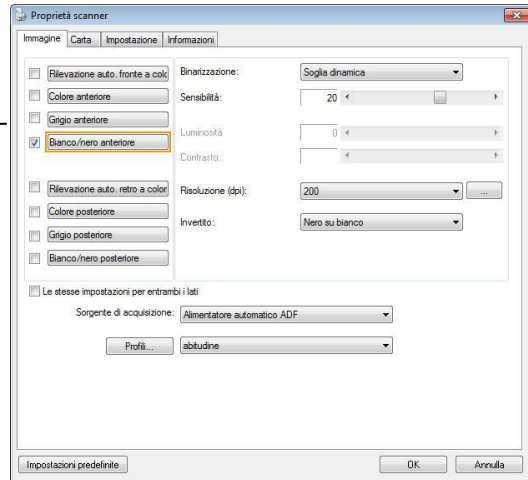 Proprietà scanner
Immagine Carta Impostazione Informazioni
Rilevazione auto. fronte a colo
Binarizzazione: Soglia dinamica
Colore anteriore
Sensibilità: 20
Grigio anteriore
Luminosità 0
Bianco/nero anteriore
Contrasto:
Rilevazione auto. retro a color
Risoluzione (dpi): 200 ...
Colore posteriore
Invertito: Nero su bianco
Grigio posteriore
Bianco/nero posteriore
Le stesse impostazioni per entrambi i lati
Sorgente di acquisizione: Alimentatore automatico ADF
Profili... abitudine
Impostazioni predefinite OK Annulla